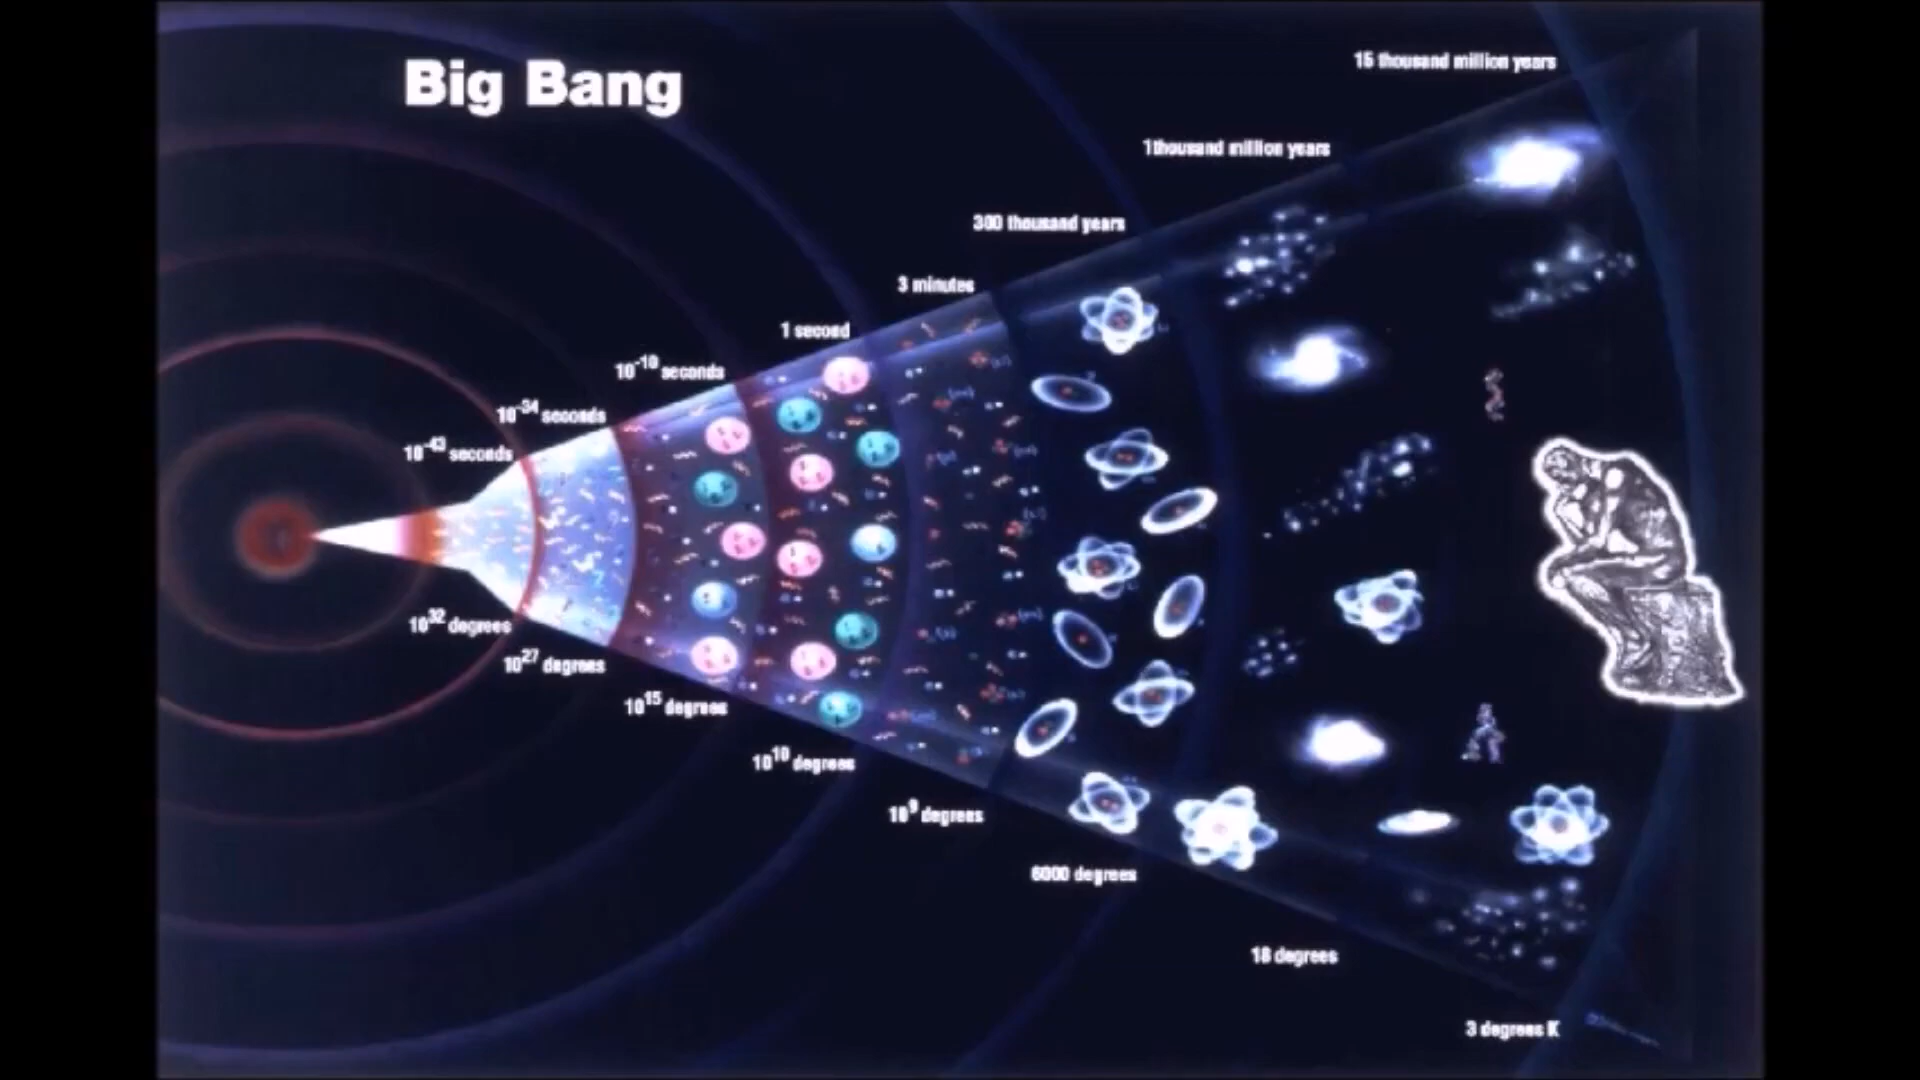 Big Bang
15 thousand million years
1thousand million years
300 thousand years
3 minutes
1 second
10⁻¹⁰ seconds
10⁻³⁴ seconds
10⁻⁴³ seconds
10³² degrees
10²⁷ degrees
10¹⁵ degrees
10¹⁰ degrees
10⁹ degrees
6000 degrees
18 degrees
3 degrees K